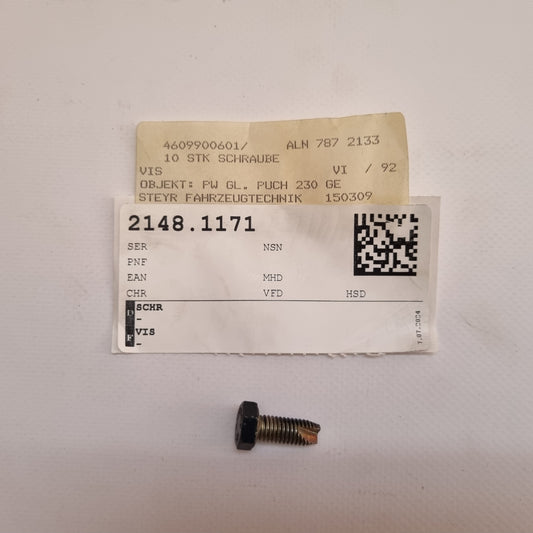 4609900601/ ALN 787 2133
10 STK SCHRAUBE
VIS VI / 92
OBJEKT: PW GL. PUCH 230 GE
STEYR FAHRZEUGTECHNIK 150309
2148.1171
SER NSN
PNF
EAN MHD
CHR VFD HSD
D SCHR
-
F VIS
-